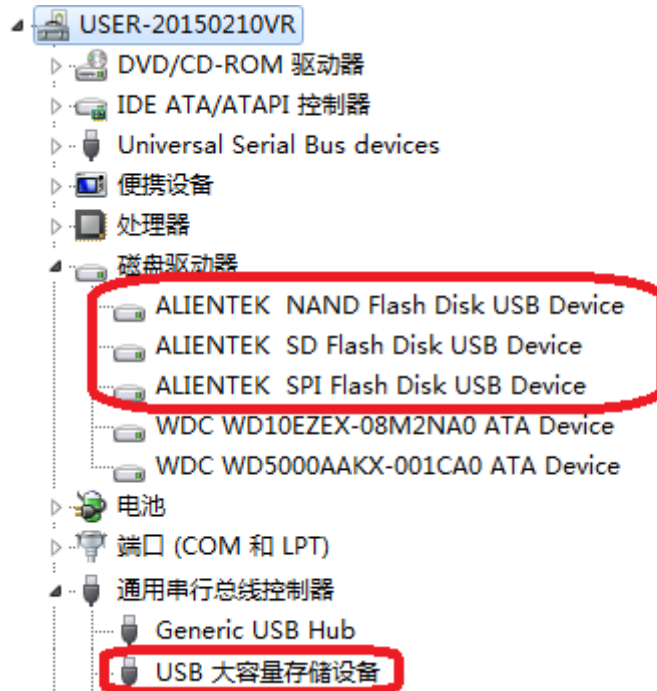 USER-20150210VR
DVD/CD-ROM 驱动器
IDE ATA/ATAPI 控制器
Universal Serial Bus devices
便携设备
处理器
磁盘驱动器
ALIENTEK  NAND Flash Disk USB Device
ALIENTEK  SD Flash Disk USB Device
ALIENTEK  SPI Flash Disk USB Device
WDC WD10EZEX-08M2NA0 ATA Device
WDC WD5000AAKX-001CA0 ATA Device
电池
端口 (COM 和 LPT)
通用串行总线控制器
Generic USB Hub
USB 大容量存储设备